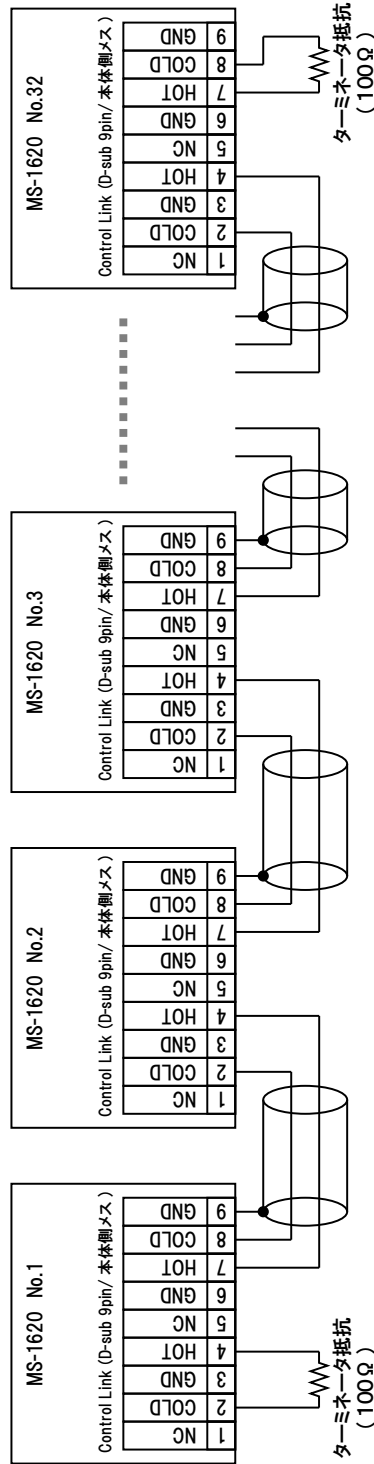 MS-1620 No.1
Control Link (D-sub 9pin/本体側メス)
1 NC
2 COLD
3 GND
4 HOT
5 NC
6 GND
7 HOT
8 COLD
9 GND
ターミネータ抵抗
(100Ω)
MS-1620 No.2
Control Link (D-sub 9pin/本体側メス)
1 NC
2 COLD
3 GND
4 HOT
5 NC
6 GND
7 HOT
8 COLD
9 GND
MS-1620 No.3
Control Link (D-sub 9pin/本体側メス)
1 NC
2 COLD
3 GND
4 HOT
5 NC
6 GND
7 HOT
8 COLD
9 GND
MS-1620 No.32
Control Link (D-sub 9pin/本体側メス)
1 NC
2 COLD
3 GND
4 HOT
5 NC
6 GND
7 HOT
8 COLD
9 GND
ターミネータ抵抗
(100Ω)